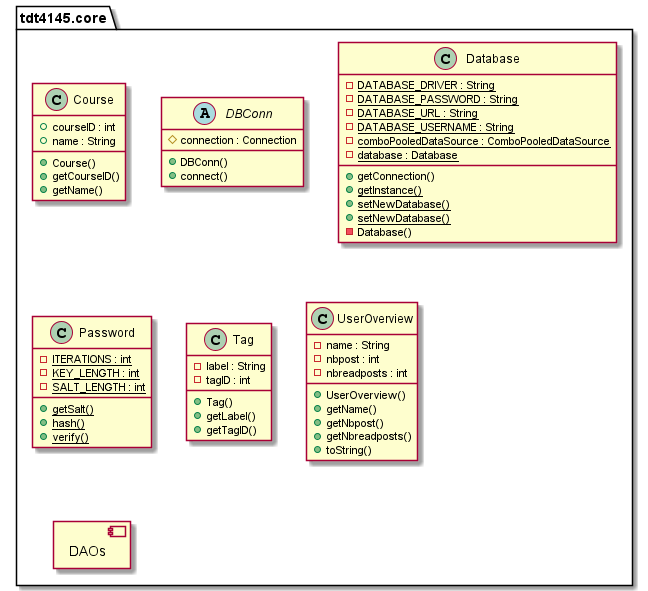 tdt4145.core
C Course
courseID : int
name : String
Course()
getCourseID()
getName()
A DBConn
connection : Connection
DBConn()
connect()
C Database
DATABASE_DRIVER : String
DATABASE_PASSWORD : String
DATABASE_URL : String
DATABASE_USERNAME : String
comboPooledDataSource : ComboPooledDataSource
database : Database
getConnection()
getInstance()
setNewDatabase()
setNewDatabase()
Database()
C Password
ITERATIONS : int
KEY_LENGTH : int
SALT_LENGTH : int
getSalt()
hash()
verify()
C Tag
label : String
tagID : int
Tag()
getLabel()
getTagID()
C UserOverview
name : String
nbpost : int
nbreadposts : int
UserOverview()
getName()
getNbpost()
getNbreadposts()
toString()
DAOs